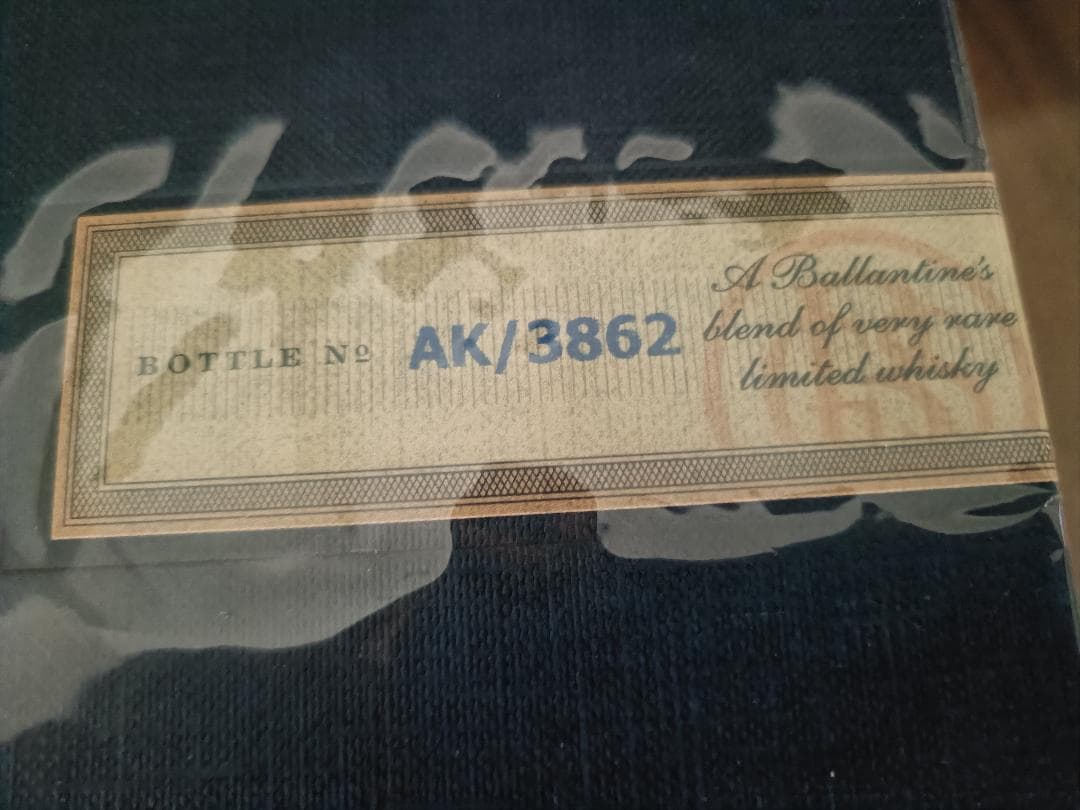 BOTTLE Nº AK/3862
A Ballantine's
blend of very rare
limited whisky